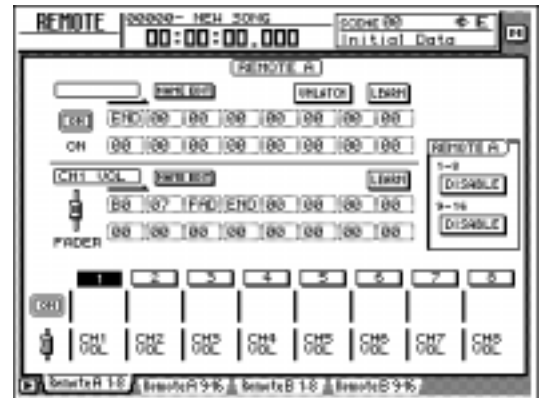 REMOTE 00000- NEW SONG SCENE 00 E
00:00:00.000 Initial Data
REMOTE A
NAME EDIT UNLATCH LEARN
ON END 00 00 00 00 00 00 00
ON 00 00 00 00 00 00 00 00
REMOTE A
CH1 VOL NAME EDIT LEARN
1-8
DISABLE
B0 07 FAD END 00 00 00 00
9-16
DISABLE
FADER 00 00 00 00 00 00 00 00
1 2 3 4 5 6 7 8
ON
CH1 VOL CH2 VOL CH3 VOL CH4 VOL CH5 VOL CH6 VOL CH7 VOL CH8 VOL
Remote A 1-8 Remote A 9-16 Remote B 1-8 Remote B 9-16